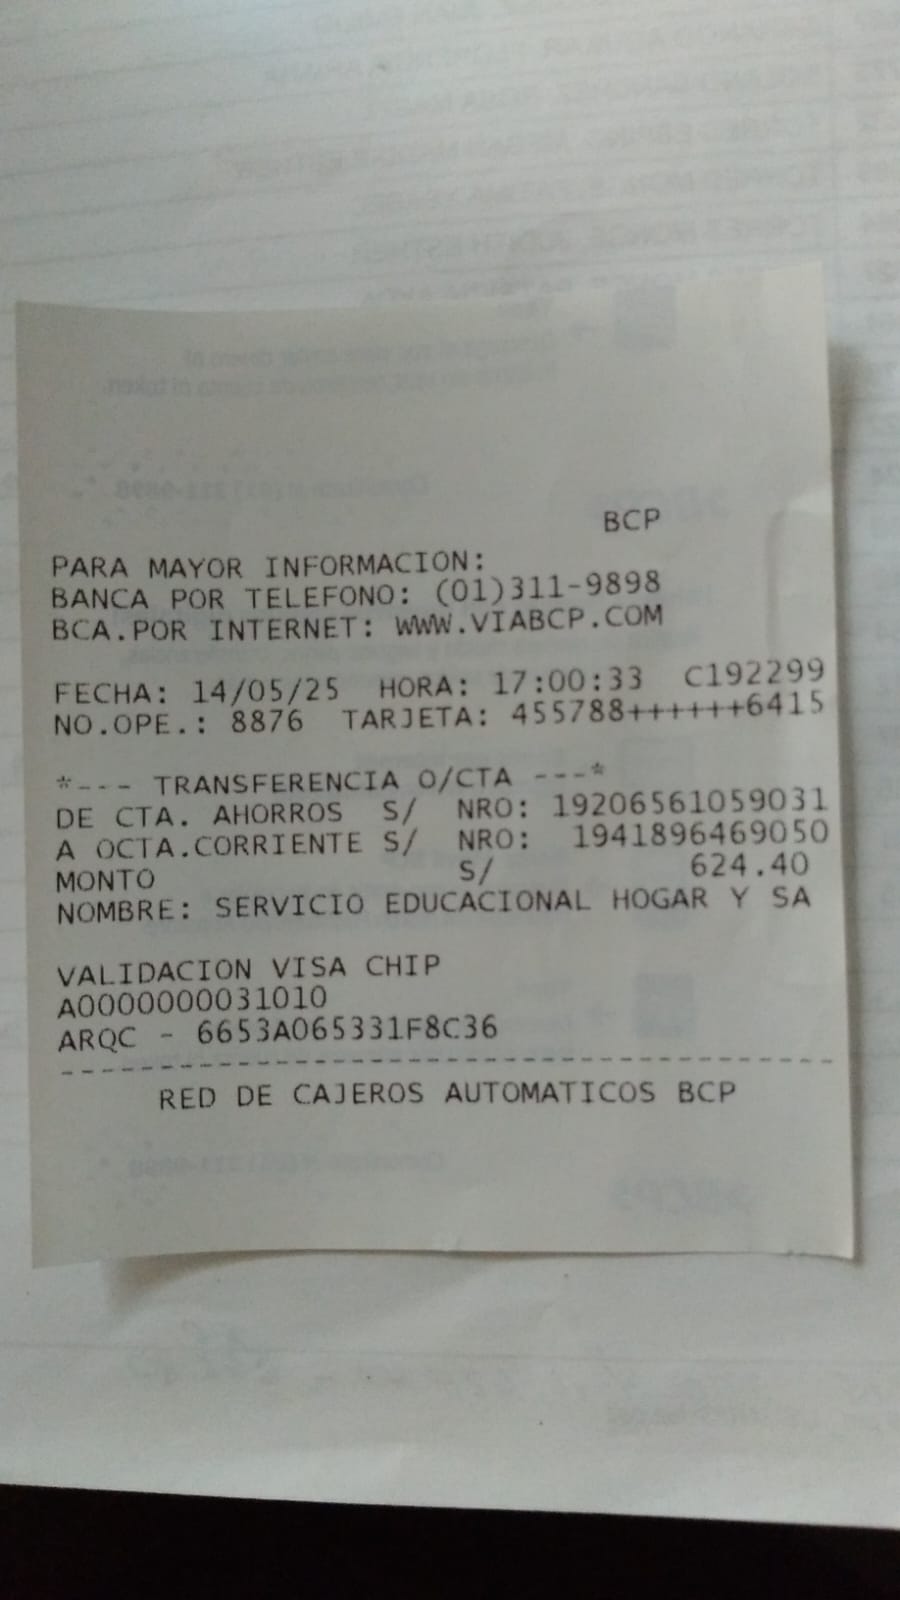 BCP
PARA MAYOR INFORMACION:
BANCA POR TELEFONO: (01)311-9898
BCA.POR INTERNET: WWW.VIABCP.COM
FECHA: 14/05/25 HORA: 17:00:33 C192299
NO.OPE.: 8876 TARJETA: 455788++++++6415
*--- TRANSFERENCIA O/CTA ---*
DE CTA. AHORROS S/ NRO: 19206561059031
A OCTA.CORRIENTE S/ NRO: 1941896469050
MONTO S/ 624.40
NOMBRE: SERVICIO EDUCACIONAL HOGAR Y SA
VALIDACION VISA CHIP
A0000000031010
ARQC - 6653A065331F8C36
----------------------------------------
RED DE CAJEROS AUTOMATICOS BCP